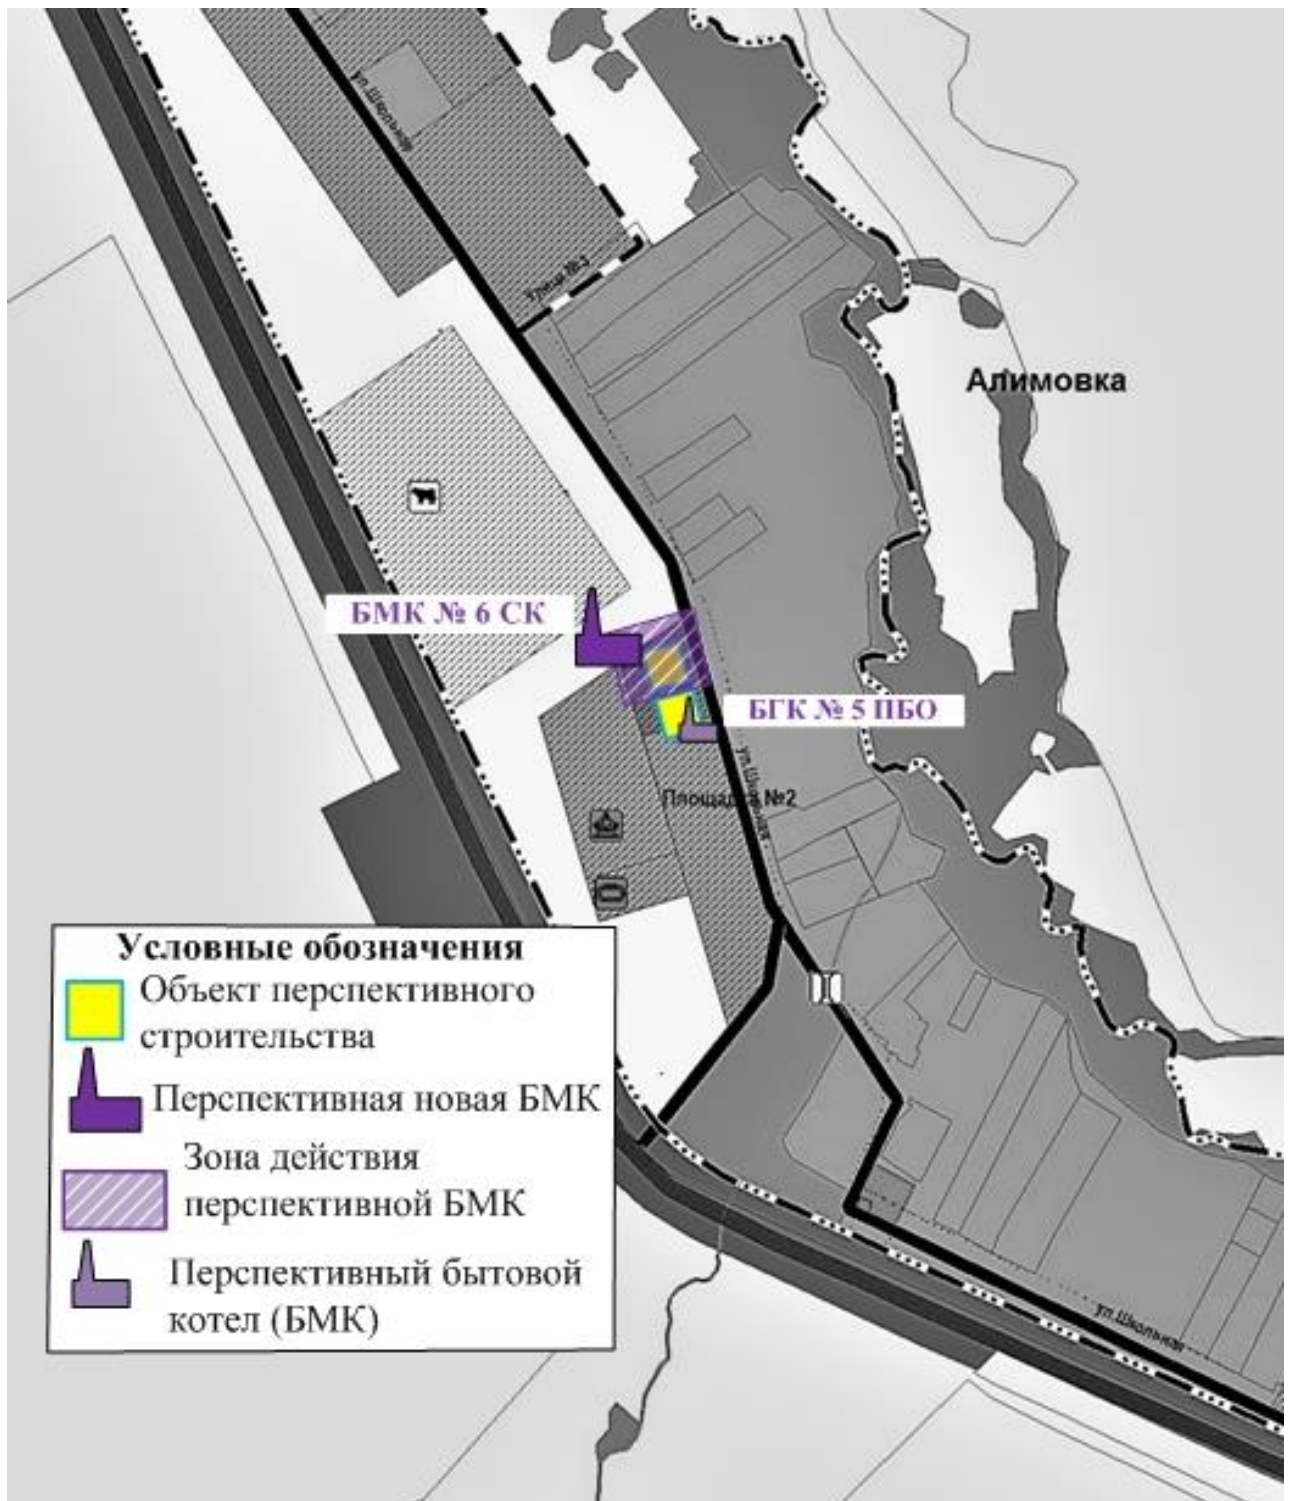 ул.Школьная
Улица №3
Алимовка
БМК № 6 СК
БГК № 5 ПБО
ул.Школьная
Площадка №2
Условные обозначения
Объект перспективного
строительства
Перспективная новая БМК
Зона действия
перспективной БМК
Перспективный бытовой
котел (БМК)
ул.Школьная